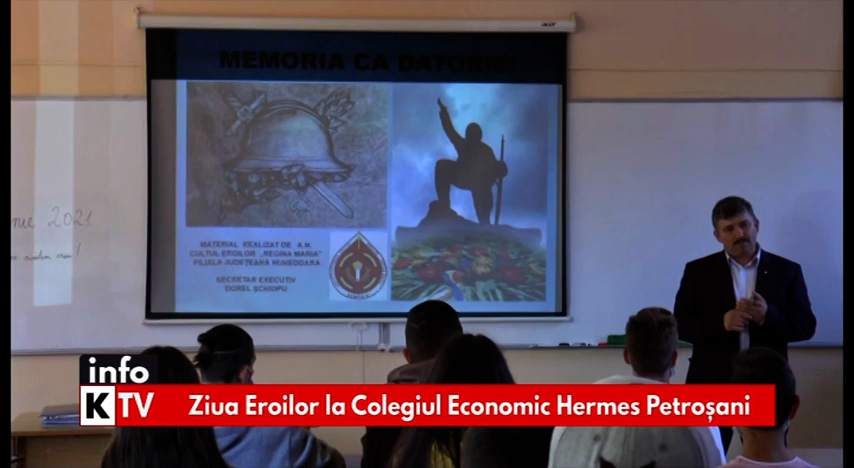 acer
MEMORIA CA DATORIE
MATERIAL REALIZAT DE A.N.
CULTUL EROILOR „REGINA MARIA"
FILIALA JUDEȚEANĂ HUNEDOARA
SECRETAR EXECUTIV
DOREL SCHIOPU
2021
info
K TV
Ziua Eroilor la Colegiul Economic Hermes Petroșani